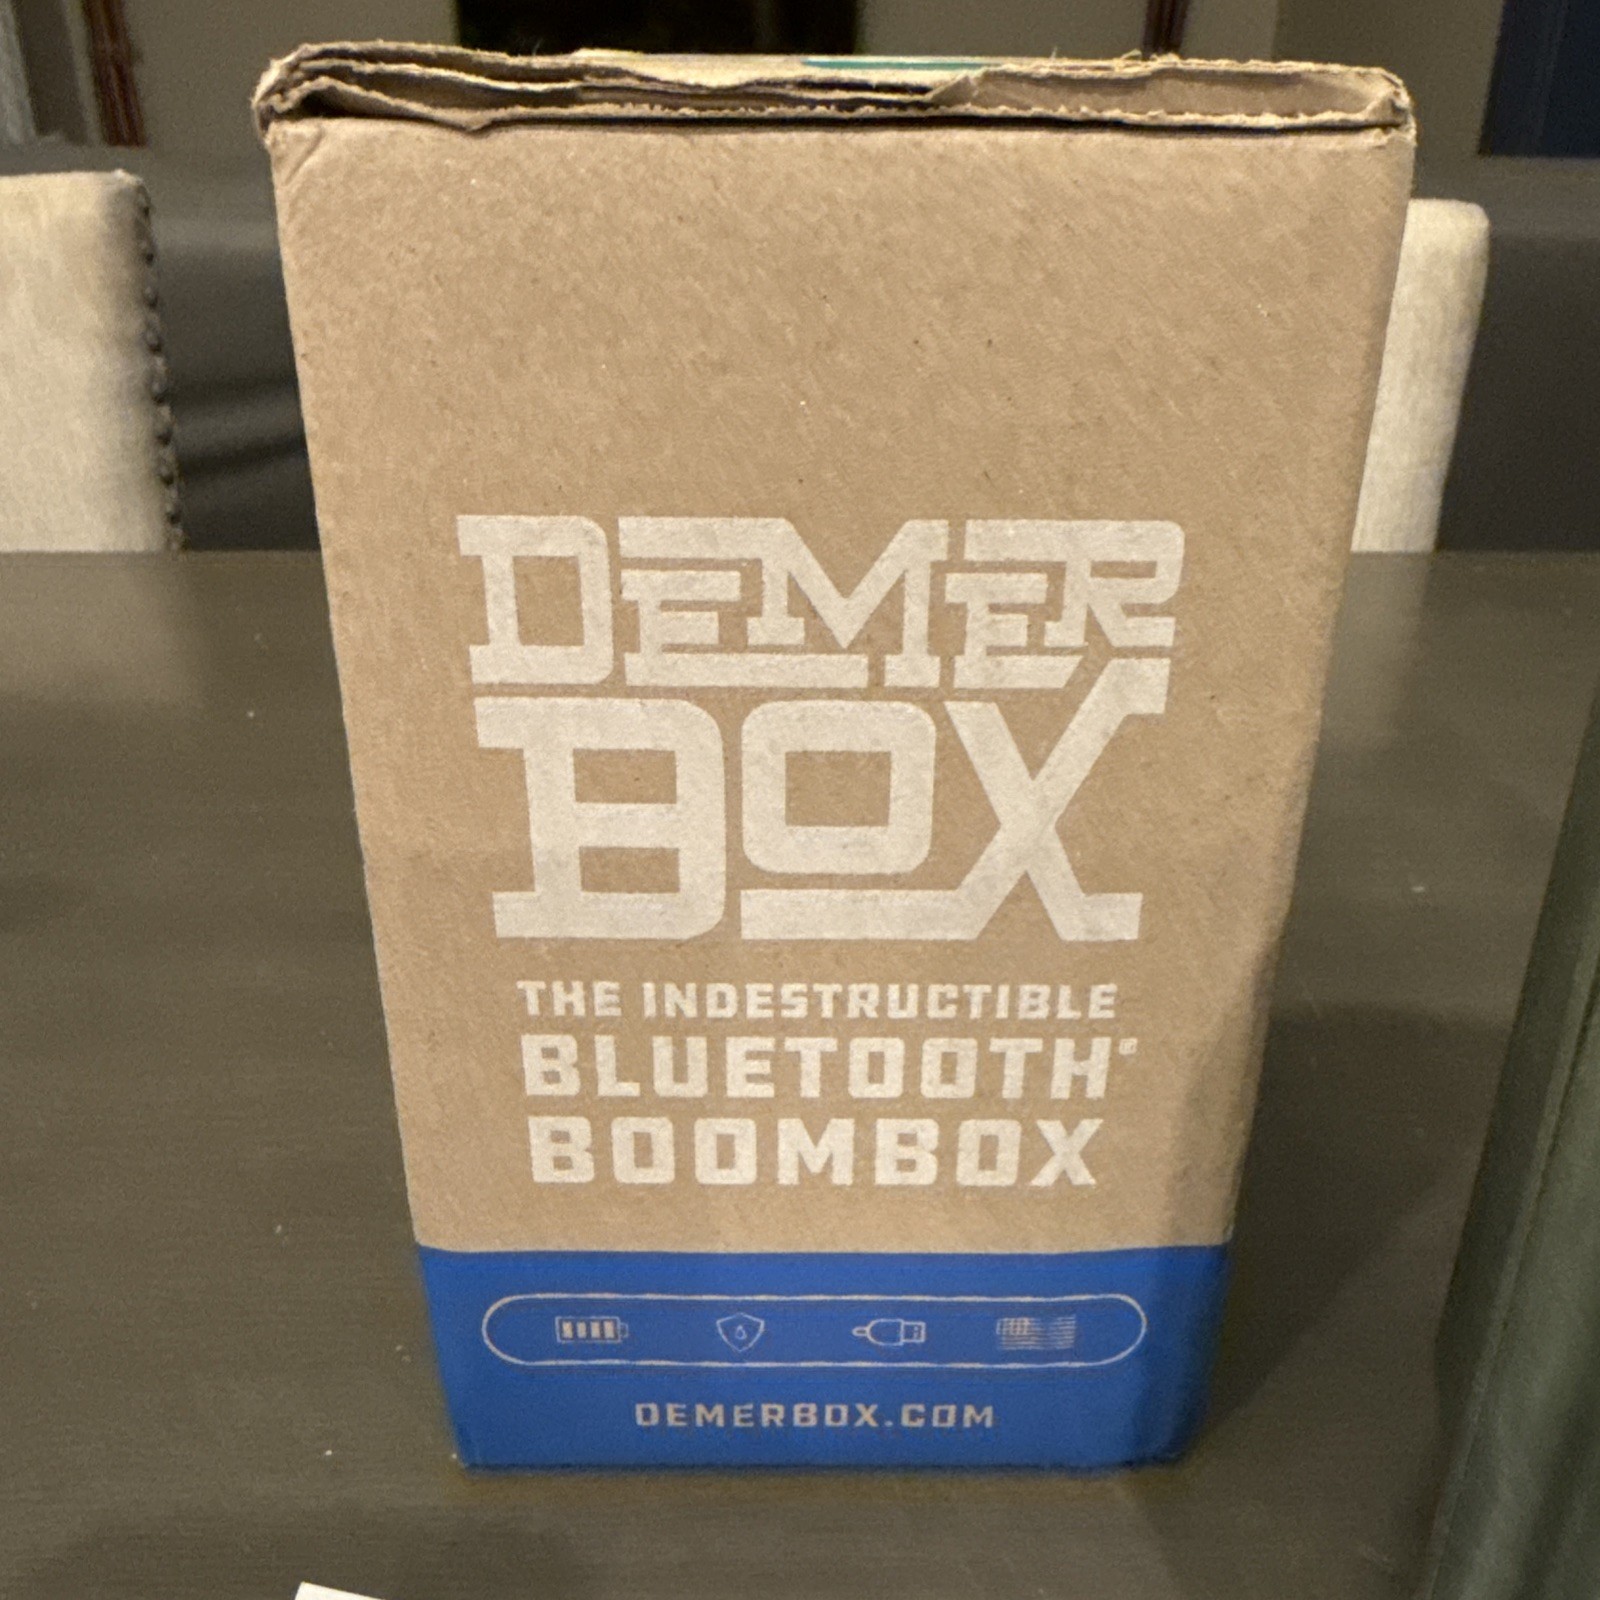 DEMER
BOX
THE INDESTRUCTIBLE
BLUETOOTH®
BOOMBOX
DEMERBOX.COM